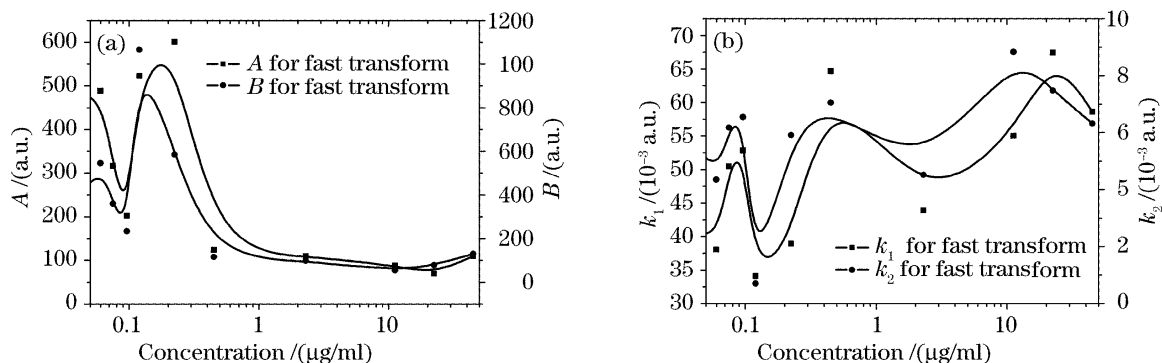 (a)
A for fast transform
B for fast transform
600
500
400
300
200
100
0
A /(a.u.)
1200
100
800
600
400
200
0
B /(a.u.)
0.1 1 10
Concentration /(µg/ml)
(b)
k₁ for fast transform
k₂ for fast transform
70
65
60
55
50
45
40
35
30
k₁ /(10⁻³ a.u.)
10
8
6
5
2
0
k₂ /(10⁻³ a.u.)
0.1 1 10
Concentration /(µg/ml)